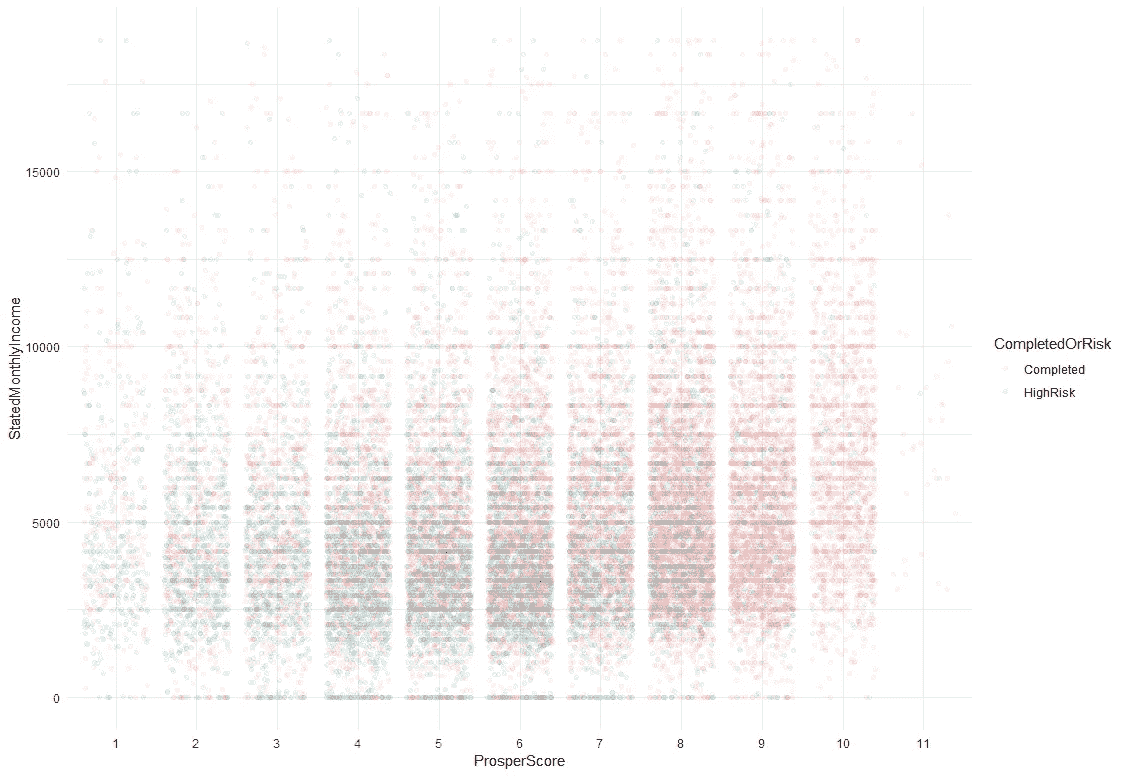 15000
10000
5000
0
StatedMonthlyIncome
1 2 3 4 5 6 7 8 9 10 11
ProsperScore
CompletedOrRisk
Completed
HighRisk